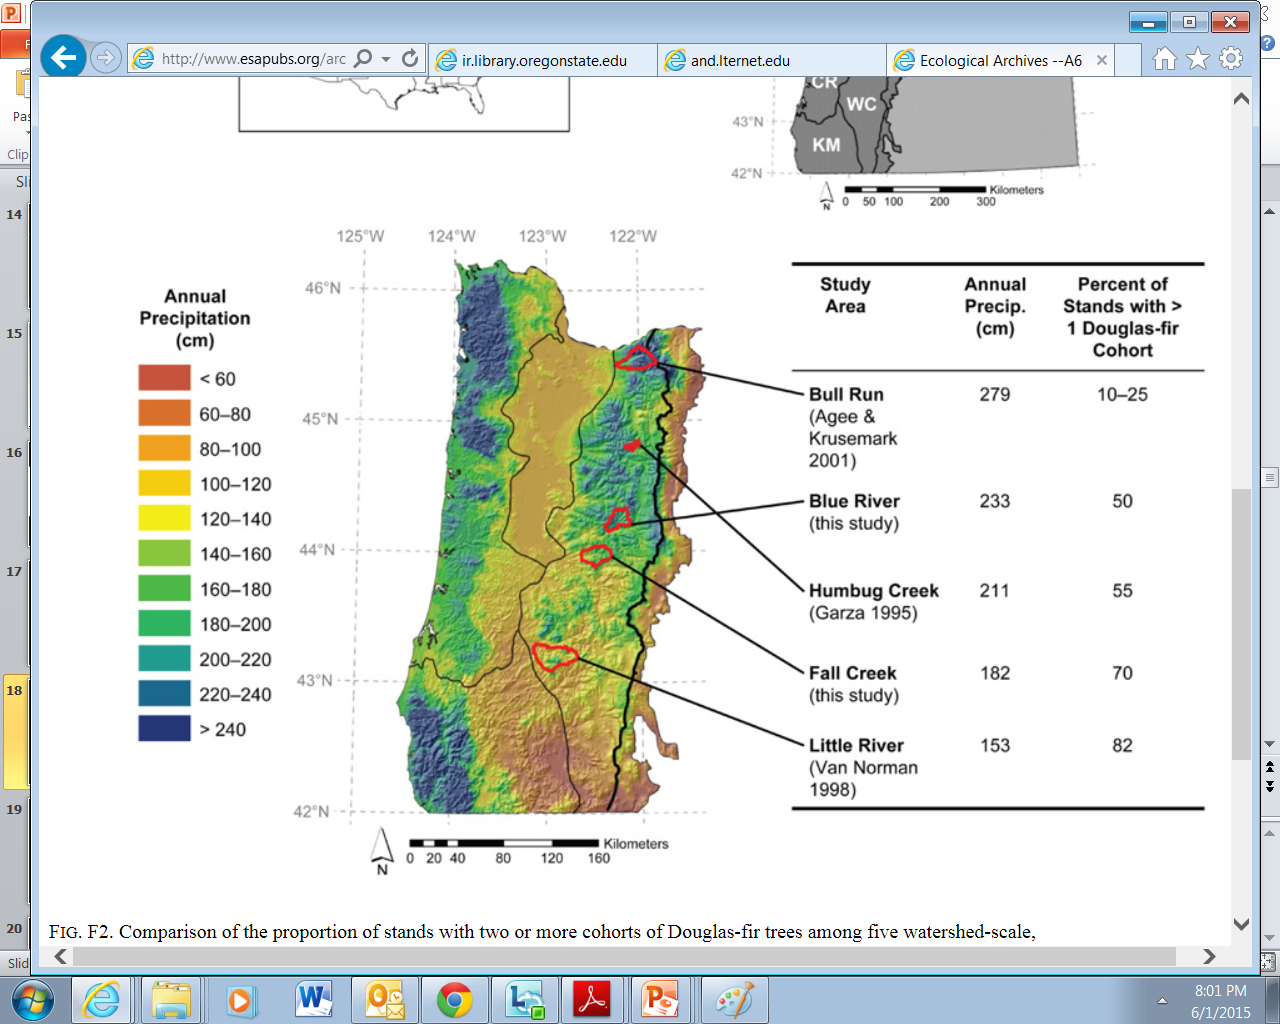 http://www.esapubs.org/arc
ir.library.oregonstate.edu
and.lternet.edu
Ecological Archives --A6
Pas
Clip
Sli
14
15
16
17
18
19
20
Slid
CR
WC
KM
43°N
42°N
N
Kilometers
0 50 100 200 300
125°W 124°W 123°W 122°W
46°N
45°N
44°N
43°N
42°N
Annual
Precipitation
(cm)
< 60
60–80
80–100
100–120
120–140
140–160
160–180
180–200
200–220
220–240
> 240
N
Kilometers
0 20 40 80 120 160
Study
Area
Annual
Precip.
(cm)
Percent of
Stands with >
1 Douglas-fir
Cohort
Bull Run 279 10–25
(Agee &
Krusemark
2001)
Blue River 233 50
(this study)
Humbug Creek 211 55
(Garza 1995)
Fall Creek 182 70
(this study)
Little River 153 82
(Van Norman
1998)
FIG. F2. Comparison of the proportion of stands with two or more cohorts of Douglas-fir trees among five watershed-scale,
8:01 PM
6/1/2015